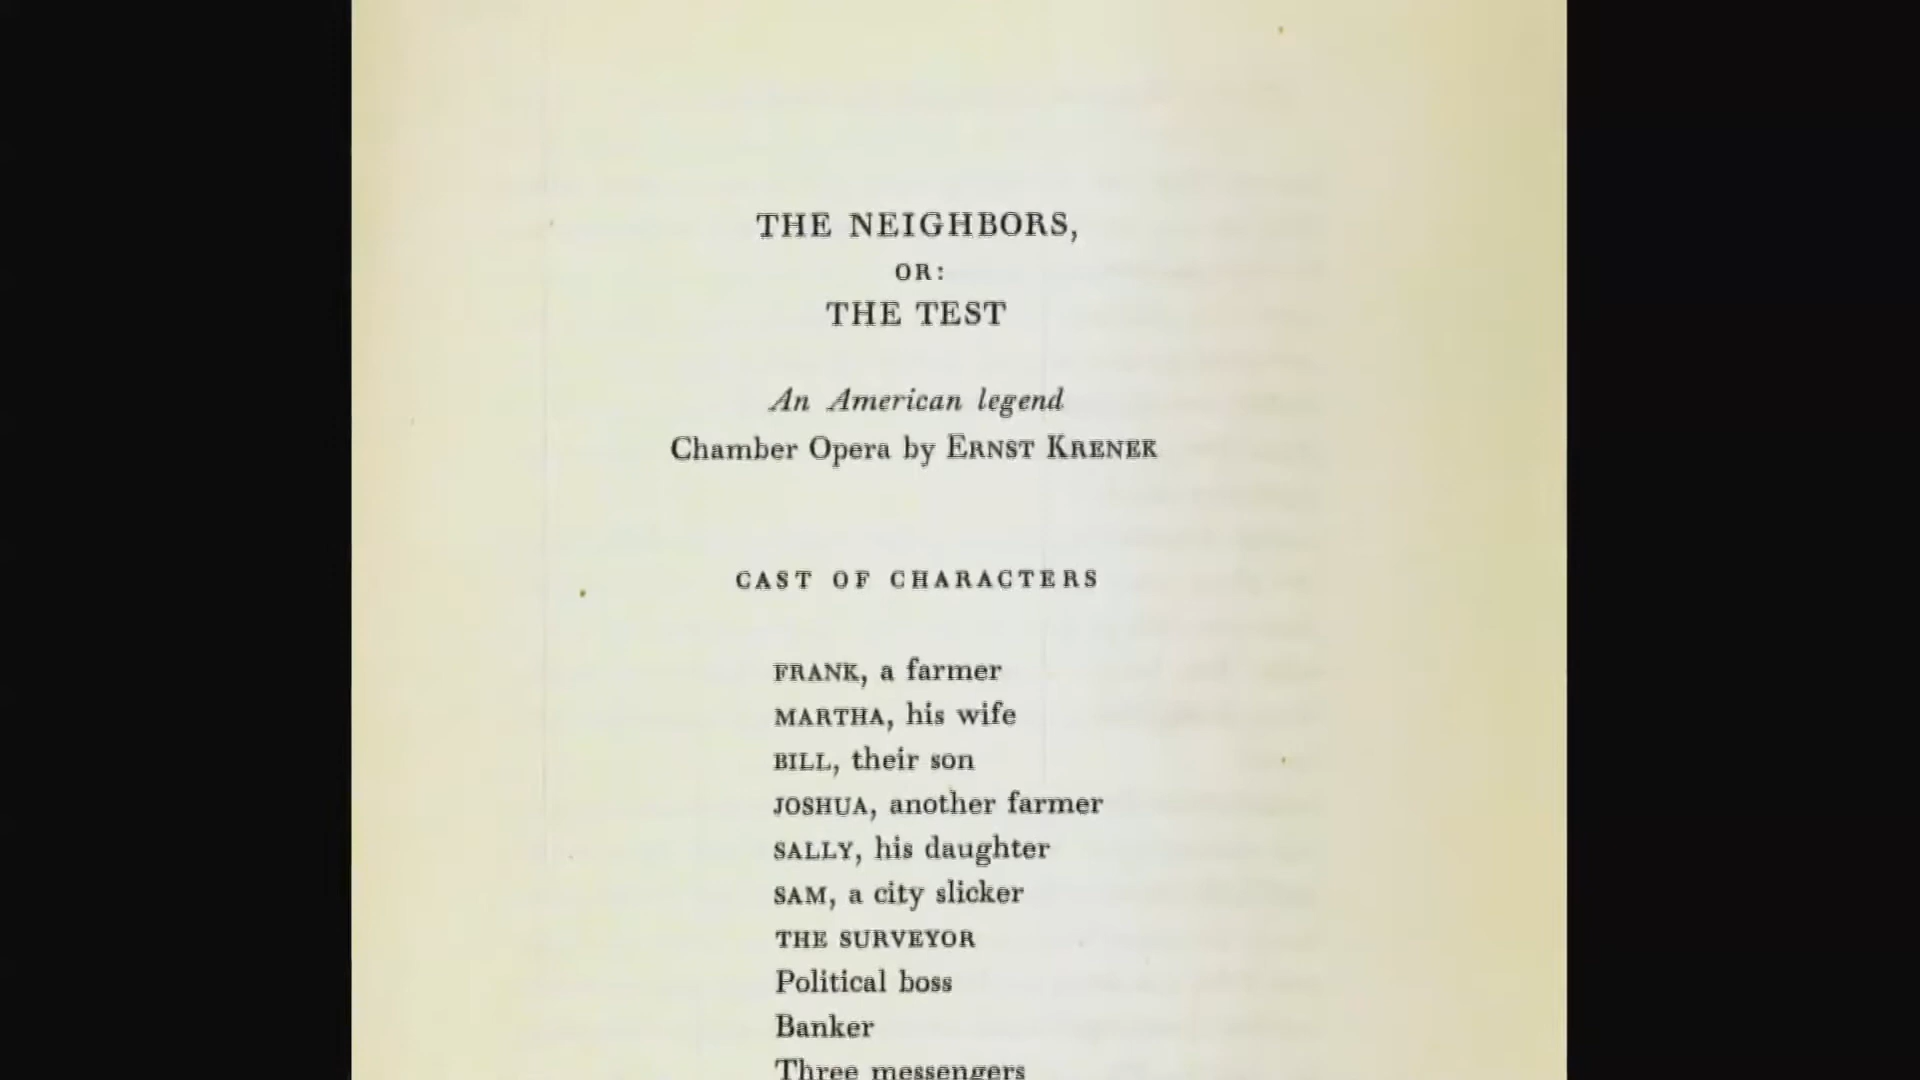 THE NEIGHBORS,
OR:
THE TEST
An American legend
Chamber Opera by ERNST KRENEK
CAST OF CHARACTERS
FRANK, a farmer
MARTHA, his wife
BILL, their son
JOSHUA, another farmer
SALLY, his daughter
SAM, a city slicker
THE SURVEYOR
Political boss
Banker
Three messengers